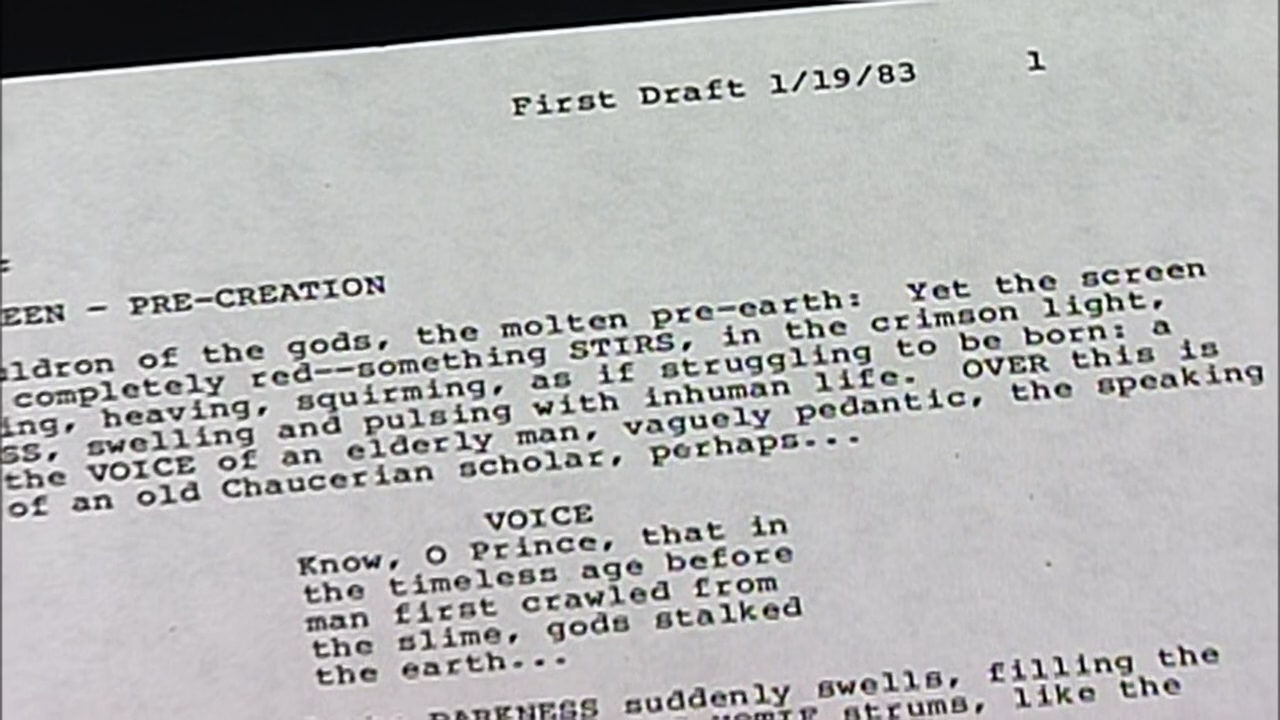 First Draft 1/19/83 1
EEN - PRE-CREATION
ldron of the gods, the molten pre-earth: Yet the screen
completely red--something STIRS, in the crimson light,
ing, heaving, squirming, as if struggling to be born: a
SS, swelling and pulsing with inhuman life. OVER this is
the VOICE of an elderly man, vaguely pedantic, the speaking
of an old Chaucerian scholar, perhaps...
VOICE
Know, O Prince, that in
the timeless age before
man first crawled from
the slime, gods stalked
the earth...
DARKNESS suddenly swells, filling the
strums, like the